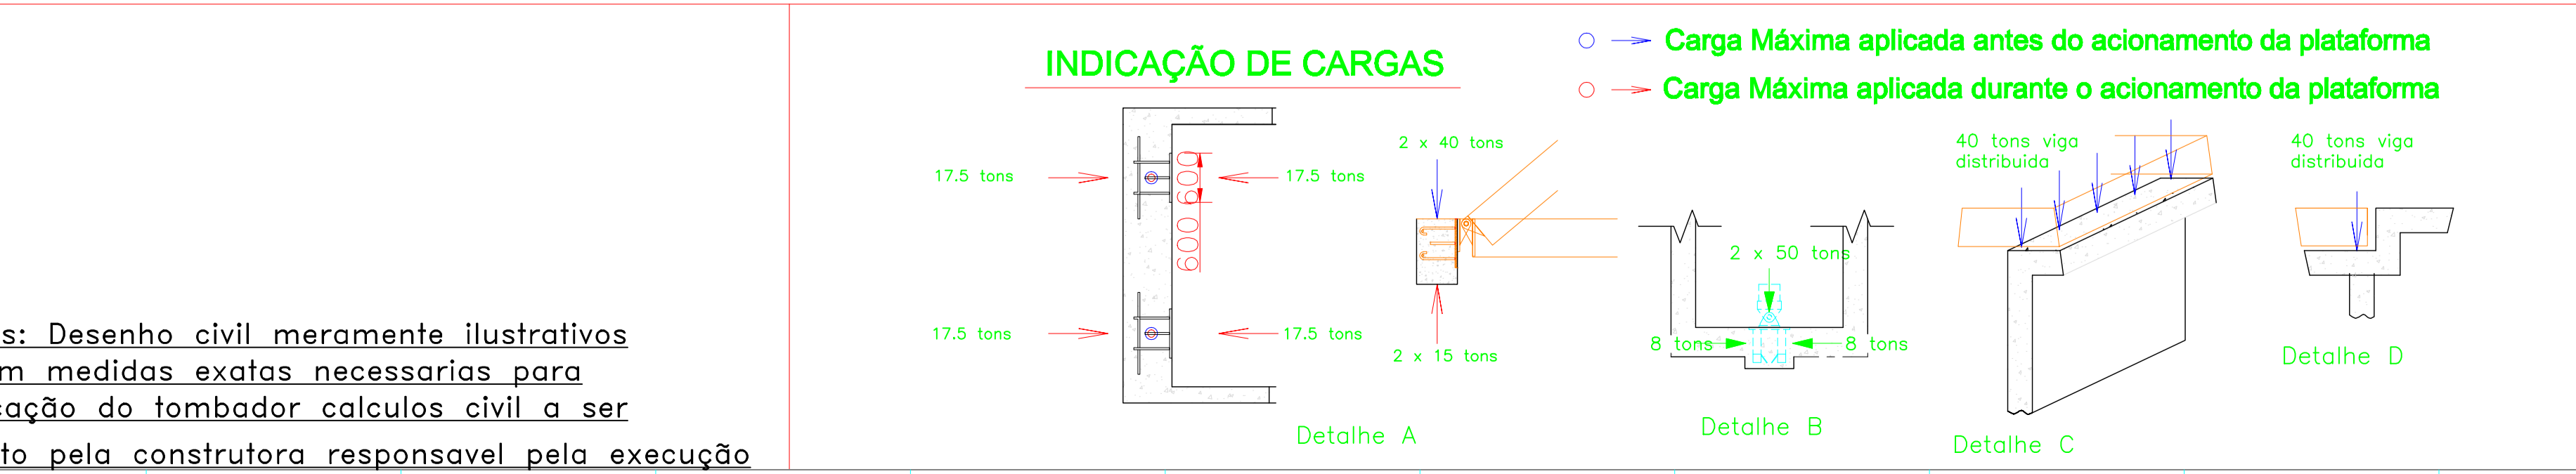 s: Desenho civil meramente ilustrativos
m medidas exatas necessarias para
cação do tombador calculos civil a ser
to pela construtora responsavel pela execução
INDICAÇÃO DE CARGAS
Carga Máxima aplicada antes do acionamento da plataforma
Carga Máxima aplicada durante o acionamento da plataforma
17.5 tons
17.5 tons
600
600
17.5 tons
17.5 tons
2 x 40 tons
2 x 15 tons
Detalhe A
2 x 50 tons
8 tons
8 tons
Detalhe B
40 tons viga
distribuida
Detalhe C
40 tons viga
distribuida
Detalhe D